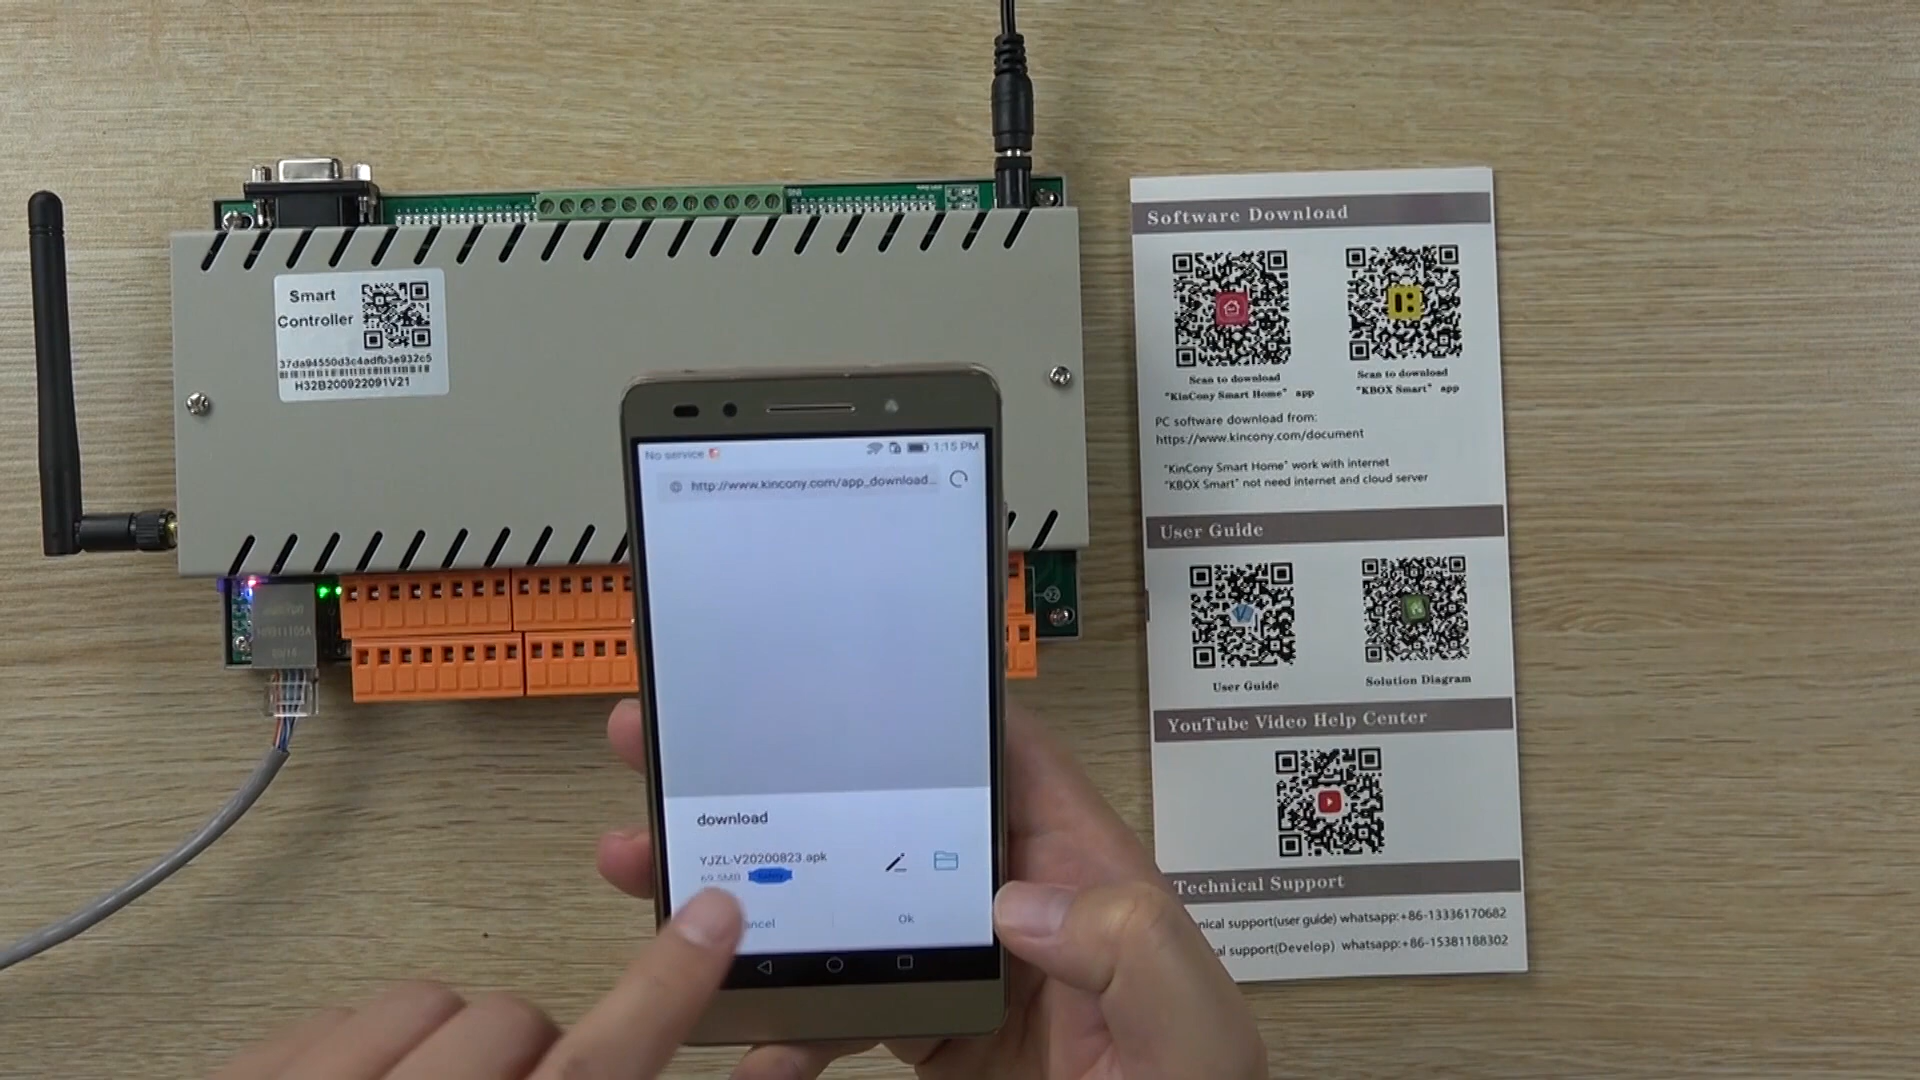 Smart
Controller
37da94550d3c4adfb3e932c5
H32B200922091V21
No service
1:15 PM
http://www.kincony.com/app_download...
download
YJZL-V20200823.apk
69.5MB
Ok
Software Download
Scan to download
"KinCony Smart Home" app
Scan to download
"KBOX Smart" app
PC software download from:
https://www.kincony.com/document
"KinCony Smart Home" work with internet
"KBOX Smart" not need internet and cloud server
User Guide
User Guide
Solution Diagram
YouTube Video Help Center
Technical Support
support(user guide) whatsapp:+86-13336170682
support(Develop) whatsapp:+86-15381188302